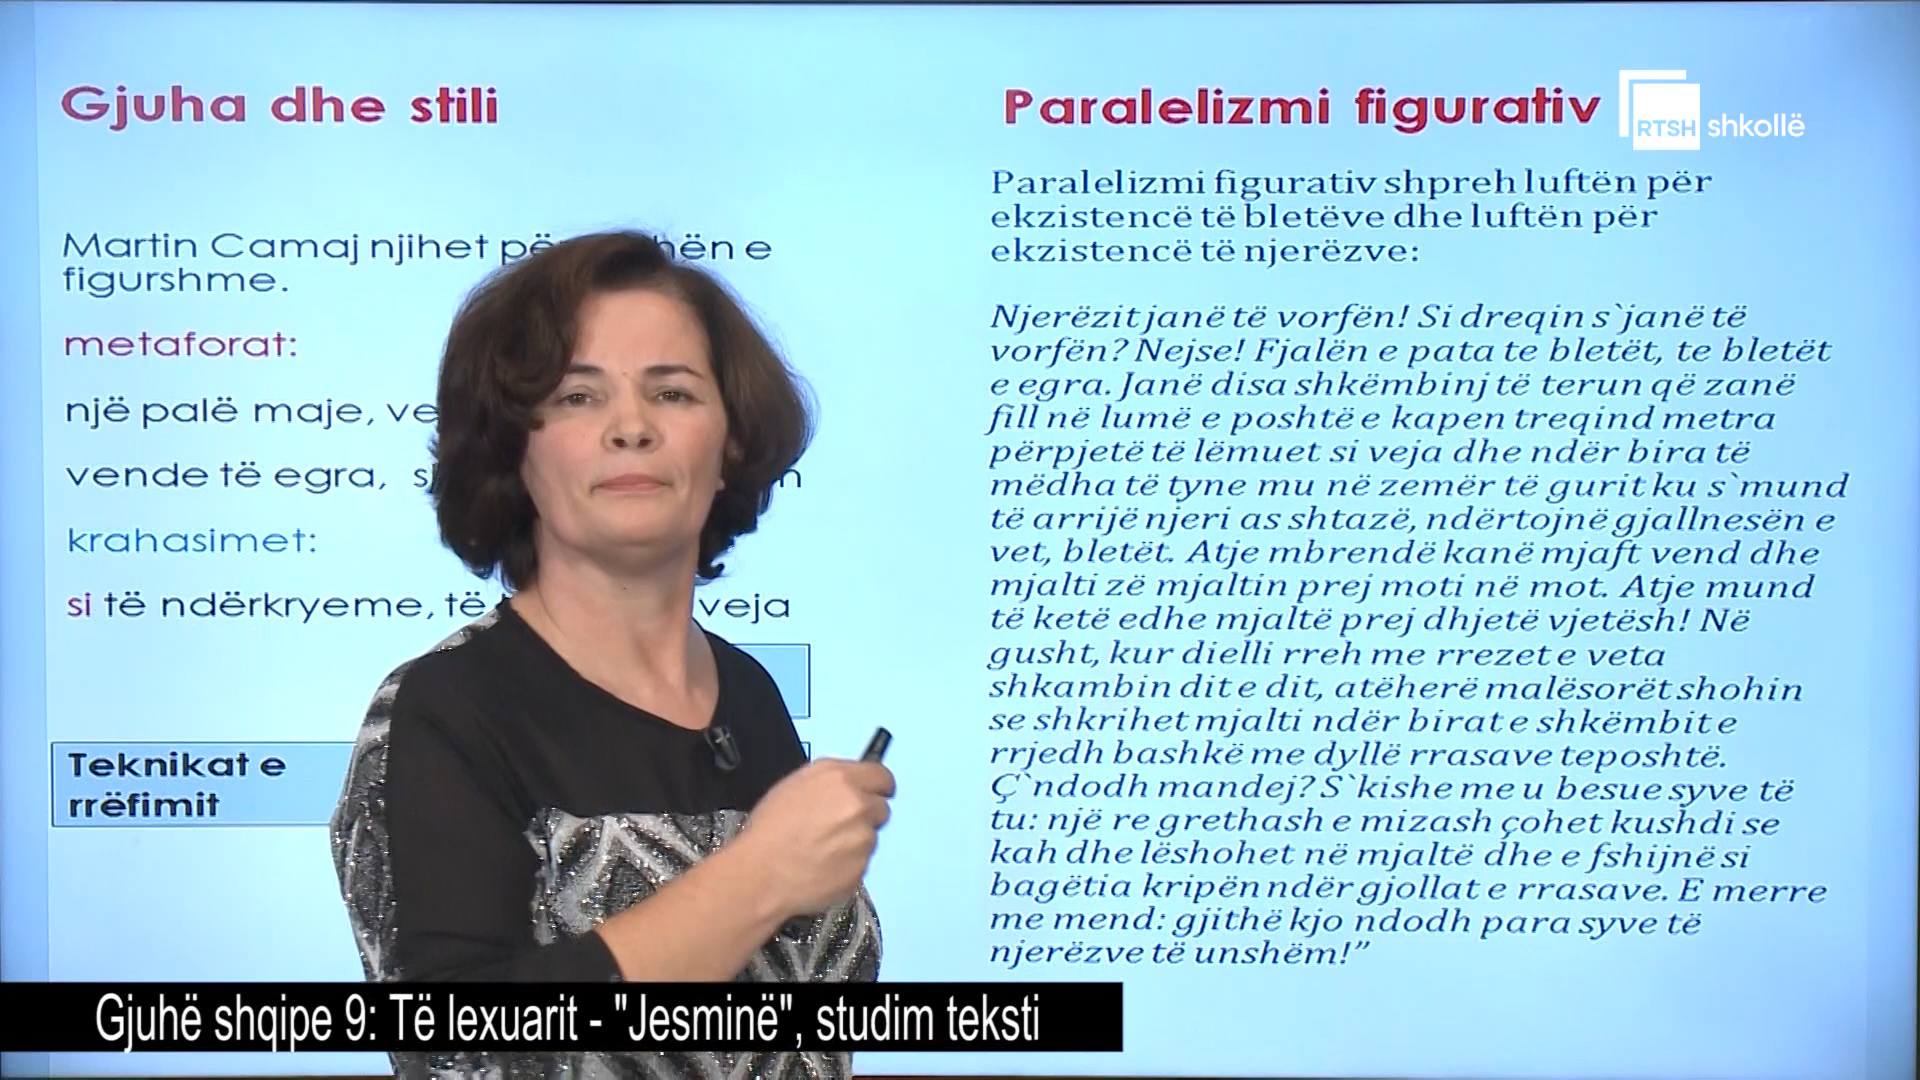 Gjuha dhe stili
Martin Camaj njihet
figurshme.
metaforat:
një palë maje,
vende të egra,
krahasimet:
si të ndërkryeme, të veja
Teknikat e
rrëfimit
Paralelizmi figurativ
RTSH shkollë
Paralelizmi figurativ shpreh luftën për
ekzistencë të bletëve dhe luftën për
ekzistencë të njerëzve:
Njerëzit janë të vorfën! Si dreqin s`janë të
vorfën? Nejse! Fjalën e pata te bletët, te bletët
e egra. Janë disa shkëmbinj të terun që zanë
fill në lumë e poshtë e kapen treqind metra
përpjetë të lëmuet si veja dhe ndër bira të
mëdha të tyne mu në zemër të gurit ku s`mund
të arrijë njeri as shtazë, ndërtojnë gjallnesën e
vet, bletët. Atje mbrendë kanë mjaft vend dhe
mjalti zë mjaltin prej moti në mot. Atje mund
të ketë edhe mjaltë prej dhjetë vjetësh! Në
gusht, kur dielli rreh me rrezet e veta
shkambin dit e dit, atëherë malësorët shohin
se shkrihet mjalti ndër birat e shkëmbit e
rrjedh bashkë me dyllë rrasave teposhtë.
Ç`ndodh mandej? S`kishe me u besue syve të
tu: një re grethash e mizash çohet kushdi se
kah dhe lëshohet në mjaltë dhe e fshijnë si
bagëtia kripën ndër gjollat e rrasave. E merre
me mend: gjithë kjo ndodh para syve të
njerëzve të unshëm!”
Gjuhë shqipe 9: Të lexuarit - "Jesminë", studim teksti